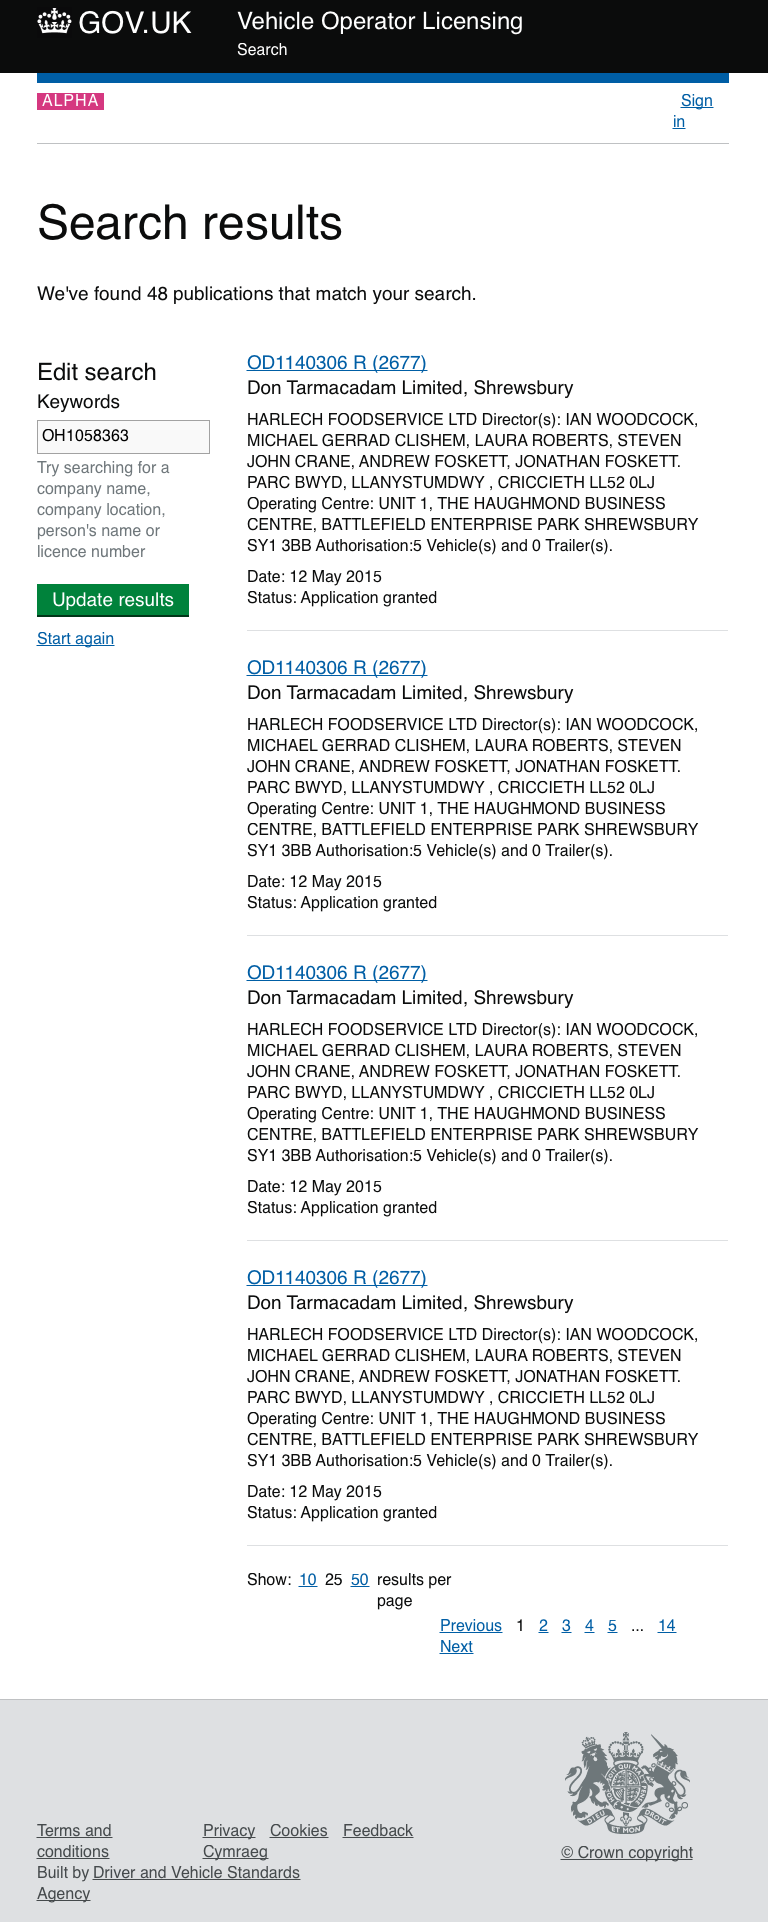 GOV.UK
Vehicle Operator Licensing
Search
ALPHA
Sign
in
Search results
We've found 48 publications that match your search.
Edit search
Keywords
OH1058363
Try searching for a
company name,
company location,
person's name or
licence number
Update results
Start again
OD1140306 R (2677)
Don Tarmacadam Limited, Shrewsbury
HARLECH FOODSERVICE LTD Director(s): IAN WOODCOCK,
MICHAEL GERRAD CLISHEM, LAURA ROBERTS, STEVEN
JOHN CRANE, ANDREW FOSKETT, JONATHAN FOSKETT.
PARC BWYD, LLANYSTUMDWY , CRICCIETH LL52 0LJ
Operating Centre: UNIT 1, THE HAUGHMOND BUSINESS
CENTRE, BATTLEFIELD ENTERPRISE PARK SHREWSBURY
SY1 3BB Authorisation:5 Vehicle(s) and 0 Trailer(s).
Date: 12 May 2015
Status: Application granted
OD1140306 R (2677)
Don Tarmacadam Limited, Shrewsbury
HARLECH FOODSERVICE LTD Director(s): IAN WOODCOCK,
MICHAEL GERRAD CLISHEM, LAURA ROBERTS, STEVEN
JOHN CRANE, ANDREW FOSKETT, JONATHAN FOSKETT.
PARC BWYD, LLANYSTUMDWY , CRICCIETH LL52 0LJ
Operating Centre: UNIT 1, THE HAUGHMOND BUSINESS
CENTRE, BATTLEFIELD ENTERPRISE PARK SHREWSBURY
SY1 3BB Authorisation:5 Vehicle(s) and 0 Trailer(s).
Date: 12 May 2015
Status: Application granted
OD1140306 R (2677)
Don Tarmacadam Limited, Shrewsbury
HARLECH FOODSERVICE LTD Director(s): IAN WOODCOCK,
MICHAEL GERRAD CLISHEM, LAURA ROBERTS, STEVEN
JOHN CRANE, ANDREW FOSKETT, JONATHAN FOSKETT.
PARC BWYD, LLANYSTUMDWY , CRICCIETH LL52 0LJ
Operating Centre: UNIT 1, THE HAUGHMOND BUSINESS
CENTRE, BATTLEFIELD ENTERPRISE PARK SHREWSBURY
SY1 3BB Authorisation:5 Vehicle(s) and 0 Trailer(s).
Date: 12 May 2015
Status: Application granted
OD1140306 R (2677)
Don Tarmacadam Limited, Shrewsbury
HARLECH FOODSERVICE LTD Director(s): IAN WOODCOCK,
MICHAEL GERRAD CLISHEM, LAURA ROBERTS, STEVEN
JOHN CRANE, ANDREW FOSKETT, JONATHAN FOSKETT.
PARC BWYD, LLANYSTUMDWY , CRICCIETH LL52 0LJ
Operating Centre: UNIT 1, THE HAUGHMOND BUSINESS
CENTRE, BATTLEFIELD ENTERPRISE PARK SHREWSBURY
SY1 3BB Authorisation:5 Vehicle(s) and 0 Trailer(s).
Date: 12 May 2015
Status: Application granted
Show: 10 25 50 results per
page
Previous 1 2 3 4 5 ... 14
Next
DIEU ET MON DROIT
Terms and
conditions
Privacy Cookies Feedback
Cymraeg
Built by Driver and Vehicle Standards
Agency
© Crown copyright